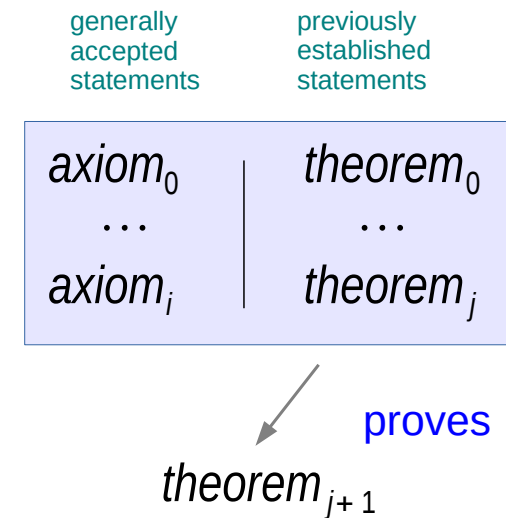 generally
accepted
statements
previously
established
statements
axiom₀
...
axiomᵢ
theorem₀
...
theoremⱼ
proves
theoremⱼ₊₁